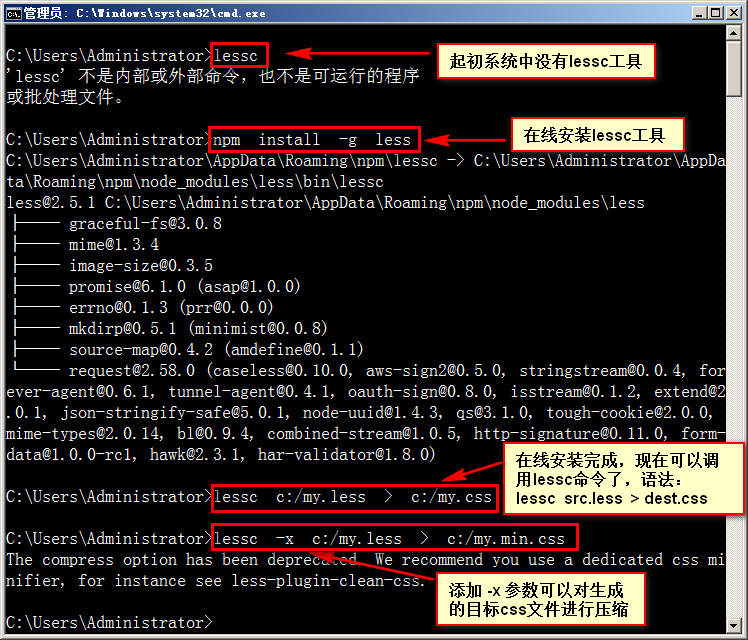 管理员: C:\Windows\system32\cmd.exe
C:\Users\Administrator>lessc
起初系统中没有lessc工具
'lessc' 不是内部或外部命令，也不是可运行的程序
或批处理文件。
C:\Users\Administrator>npm install -g less
在线安装lessc工具
C:\Users\Administrator\AppData\Roaming\npm\lessc -> C:\Users\Administrator\AppDa
ta\Roaming\npm\node_modules\less\bin\lessc
less@2.5.1 C:\Users\Administrator\AppData\Roaming\npm\node_modules\less
├── graceful-fs@3.0.8
├── mime@1.3.4
├── image-size@0.3.5
├── promise@6.1.0 (asap@1.0.0)
├── errno@0.1.3 (prr@0.0.0)
├── mkdirp@0.5.1 (minimist@0.0.8)
├── source-map@0.4.2 (amdefine@0.1.1)
└── request@2.58.0 (caseless@0.10.0, aws-sign2@0.5.0, stringstream@0.0.4, for
ever-agent@0.6.1, tunnel-agent@0.4.1, oauth-sign@0.8.0, isstream@0.1.2, extend@2
.0.1, json-stringify-safe@5.0.1, node-uuid@1.4.3, qs@3.1.0, tough-cookie@2.0.0,
mime-types@2.0.14, bl@0.9.4, combined-stream@1.0.5, http-signature@0.11.0, form-
data@1.0.0-rc1, hawk@2.3.1, har-validator@1.8.0)
在线安装完成，现在可以调
用lessc命令了，语法：
lessc src.less > dest.css
C:\Users\Administrator>lessc c:/my.less > c:/my.css
C:\Users\Administrator>lessc -x c:/my.less > c:/my.min.css
The compress option has been deprecated. We recommend you use a dedicated css mi
nifier, for instance see less-plugin-clean-css.
添加 -x 参数可以对生成
的目标css文件进行压缩
C:\Users\Administrator>